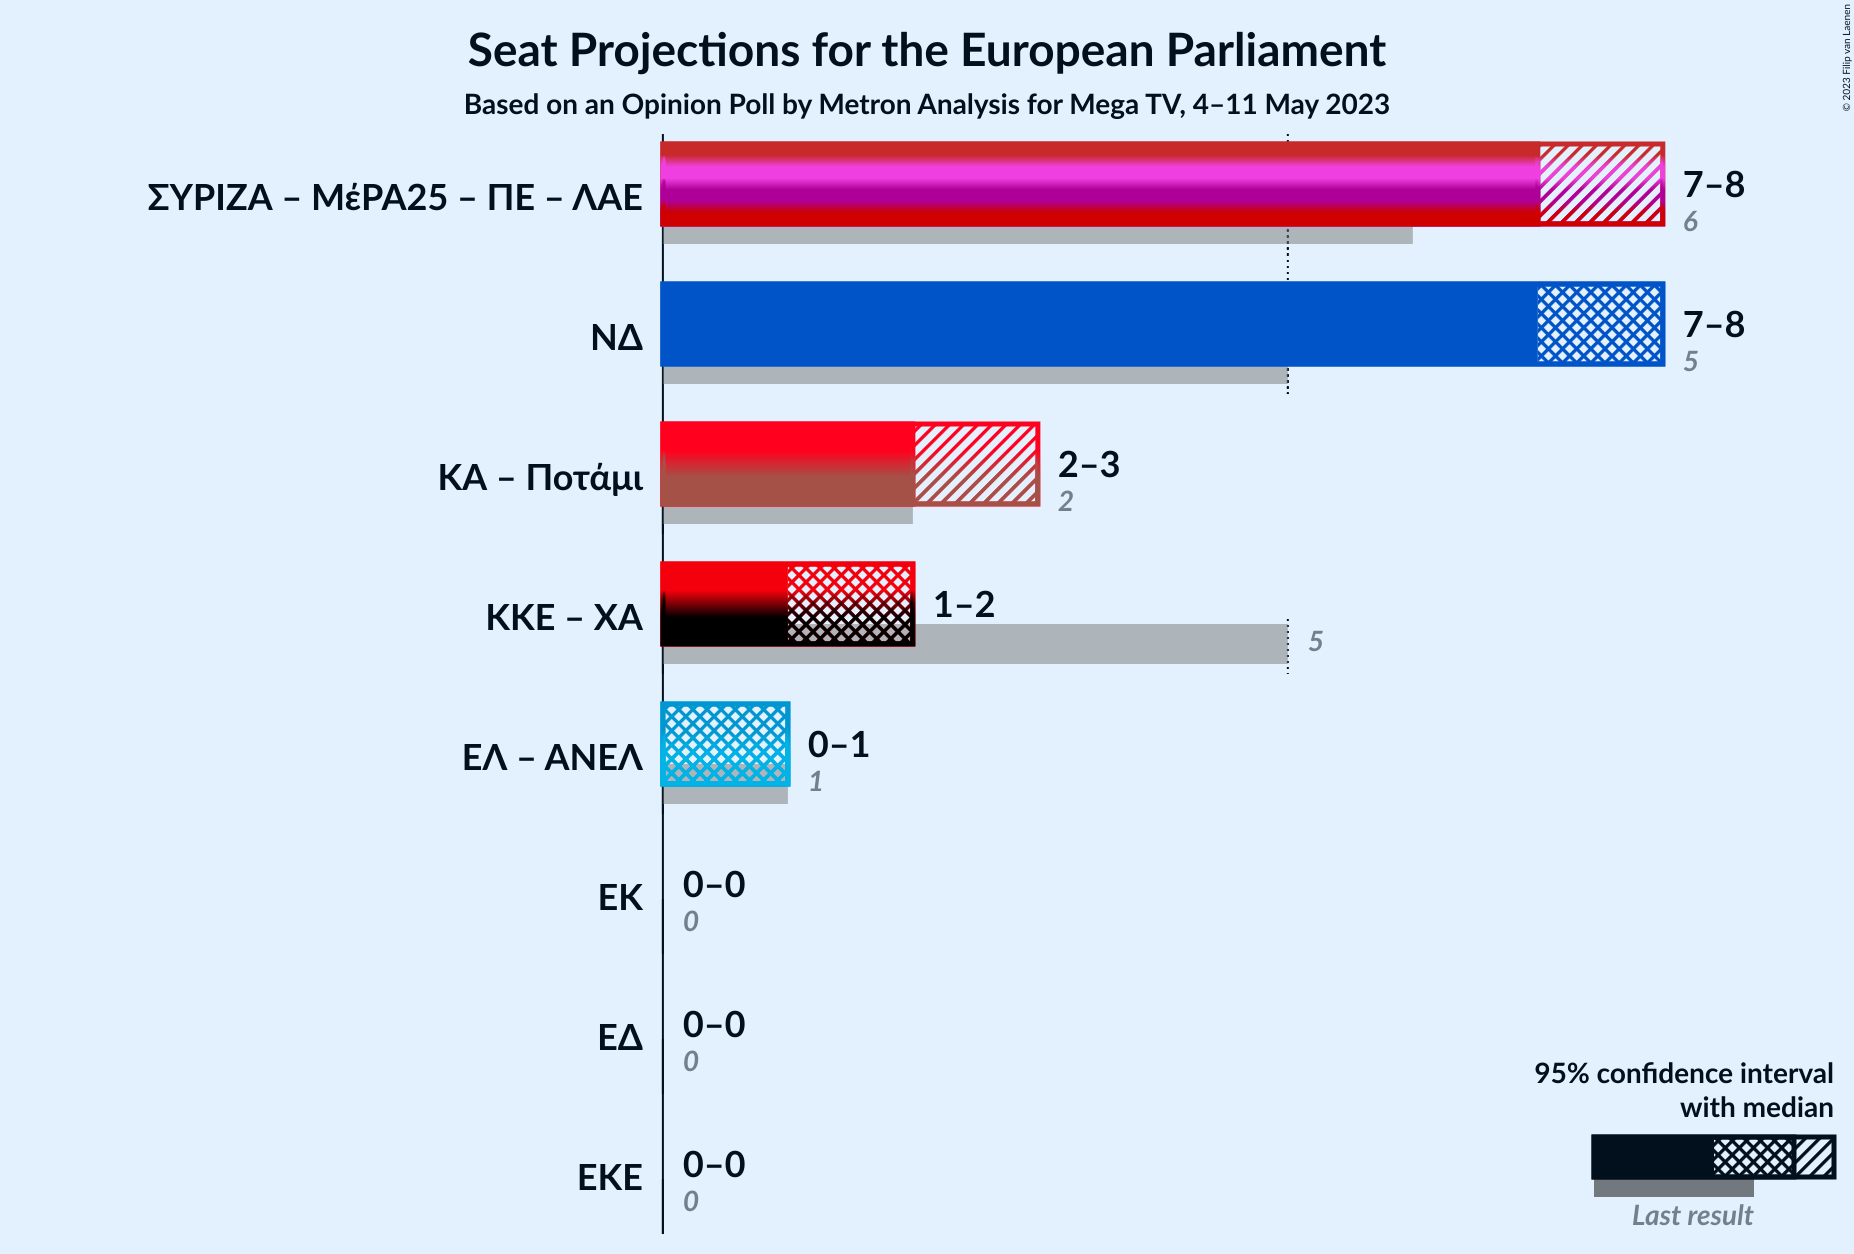 Seat Projections for the European Parliament
Based on an Opinion Poll by Metron Analysis for Mega TV, 4–11 May 2023
© 2023 Filip van Laenen
ΣΥΡΙΖΑ – ΜέΡΑ25 – ΠΕ – ΛΑΕ
7–8
6
ΝΔ
7–8
5
ΚΑ – Ποτάμι
2–3
2
ΚΚΕ – ΧΑ
1–2
5
ΕΛ – ΑΝΕΛ
0–1
1
ΕΚ
0–0
0
ΕΔ
0–0
0
ΕΚΕ
0–0
0
95% confidence interval
with median
Last result